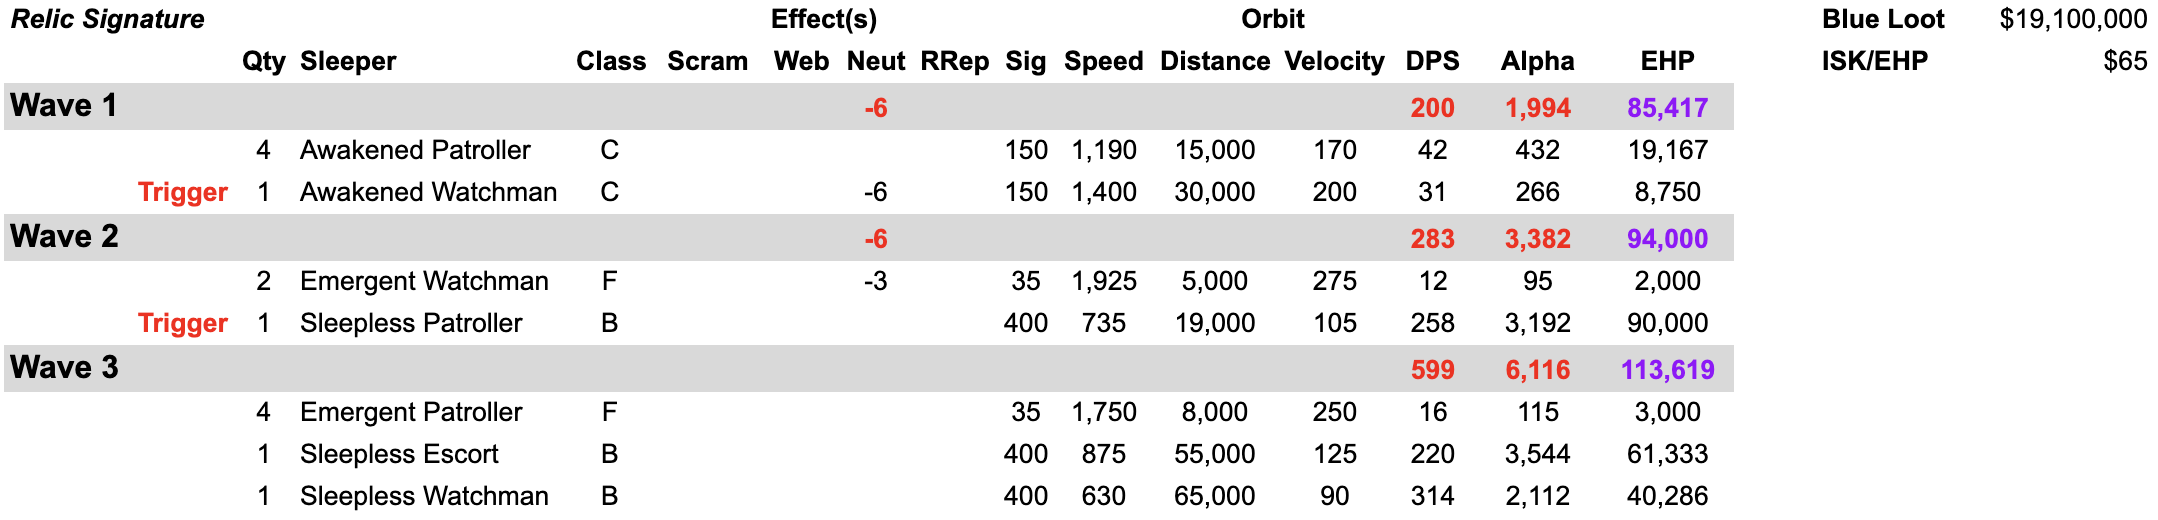 Relic Signature Effect(s) Orbit Blue Loot $19,100,000
Qty Sleeper Class Scram Web Neut RRep Sig Speed Distance Velocity DPS Alpha EHP ISK/EHP $65
Wave 1 -6 200 1,994 85,417
4 Awakened Patroller C 150 1,190 15,000 170 42 432 19,167
Trigger 1 Awakened Watchman C -6 150 1,400 30,000 200 31 266 8,750
Wave 2 -6 283 3,382 94,000
2 Emergent Watchman F -3 35 1,925 5,000 275 12 95 2,000
Trigger 1 Sleepless Patroller B 400 735 19,000 105 258 3,192 90,000
Wave 3 599 6,116 113,619
4 Emergent Patroller F 35 1,750 8,000 250 16 115 3,000
1 Sleepless Escort B 400 875 55,000 125 220 3,544 61,333
1 Sleepless Watchman B 400 630 65,000 90 314 2,112 40,286